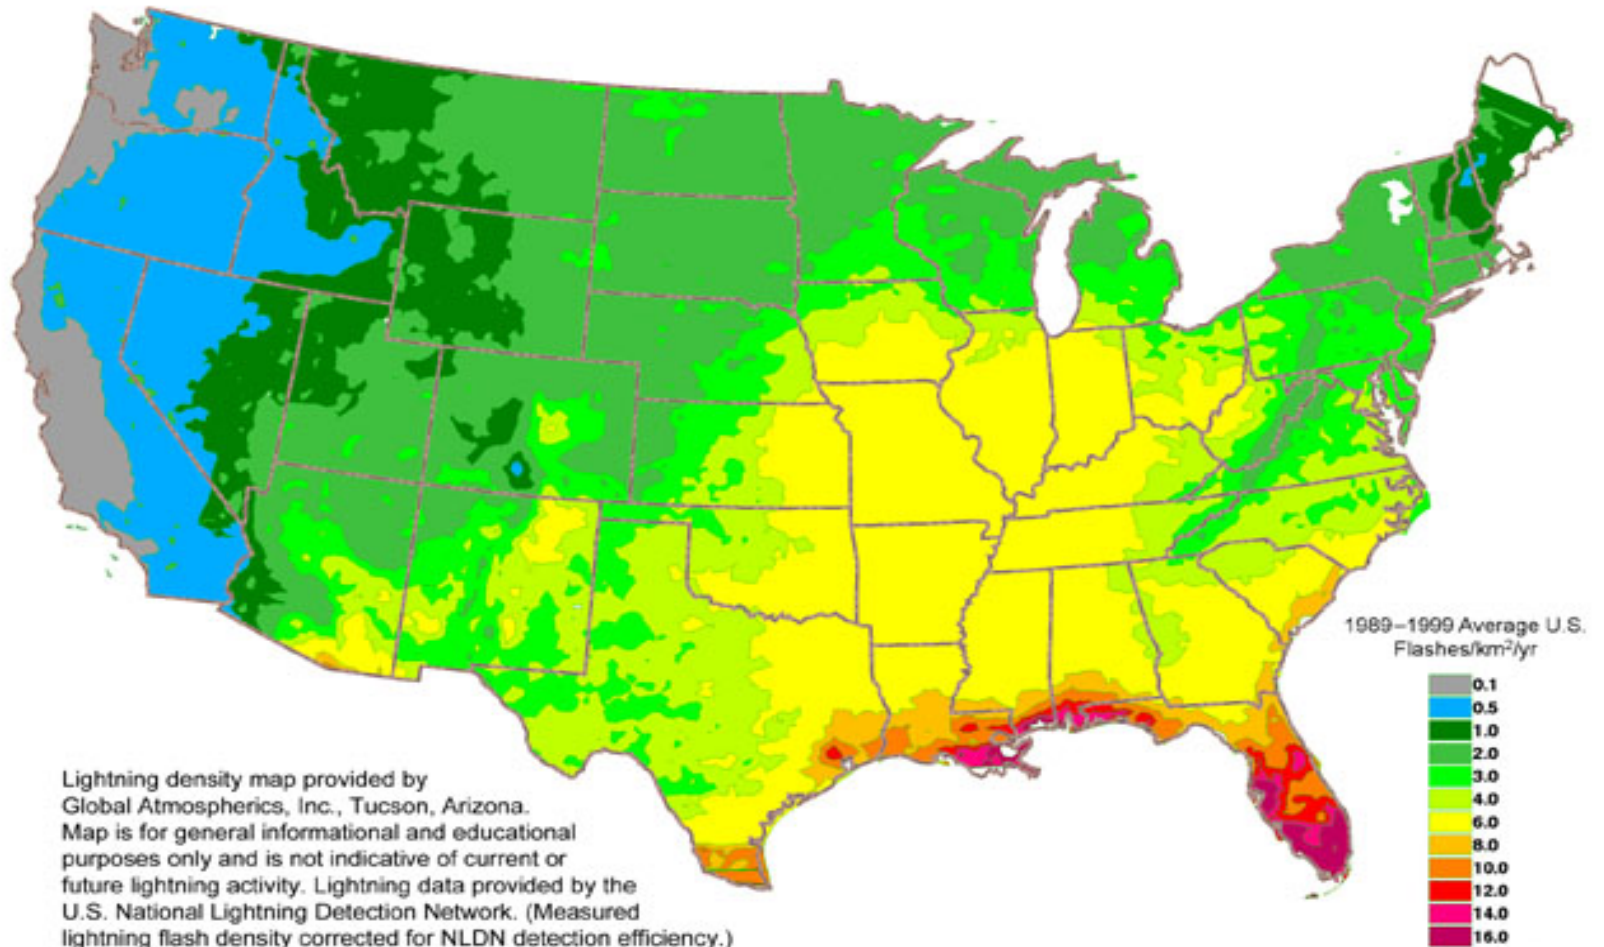 1989–1999 Average U.S.
Flashes/km²/yr
0.1
0.5
1.0
2.0
3.0
4.0
6.0
8.0
10.0
12.0
14.0
16.0
Lightning density map provided by
Global Atmospherics, Inc., Tucson, Arizona.
Map is for general informational and educational
purposes only and is not indicative of current or
future lightning activity. Lightning data provided by the
U.S. National Lightning Detection Network. (Measured
lightning flash density corrected for NLDN detection efficiency.)